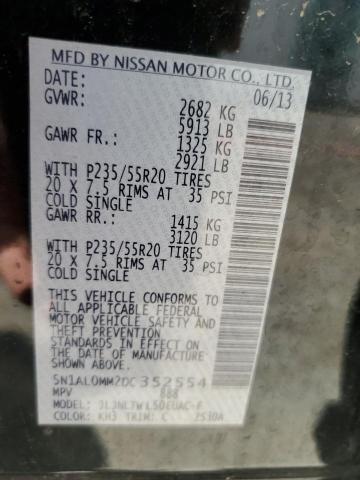 MFD BY NISSAN MOTOR CO., LTD.
DATE: 06/13
GVWR: 2682 KG
5913 LB
GAWR FR.: 1325 KG
2921 LB
WITH P235/55R20 TIRES
20 X 7.5 RIMS AT 35 PSI
COLD SINGLE
GAWR RR.: 1415 KG
3120 LB
WITH P235/55R20 TIRES
20 X 7.5 RIMS AT 35 PSI
COLD SINGLE
THIS VEHICLE CONFORMS TO
ALL APPLICABLE FEDERAL
MOTOR VEHICLE SAFETY AND
THEFT PREVENTION
STANDARDS IN EFFECT ON
THE DATE OF MANUFACTURE
SHOWN ABOVE.
5N1AL0MM2DC352554
MPV 888
MODEL:
COLOR: KH3 TRIM: C 2530A